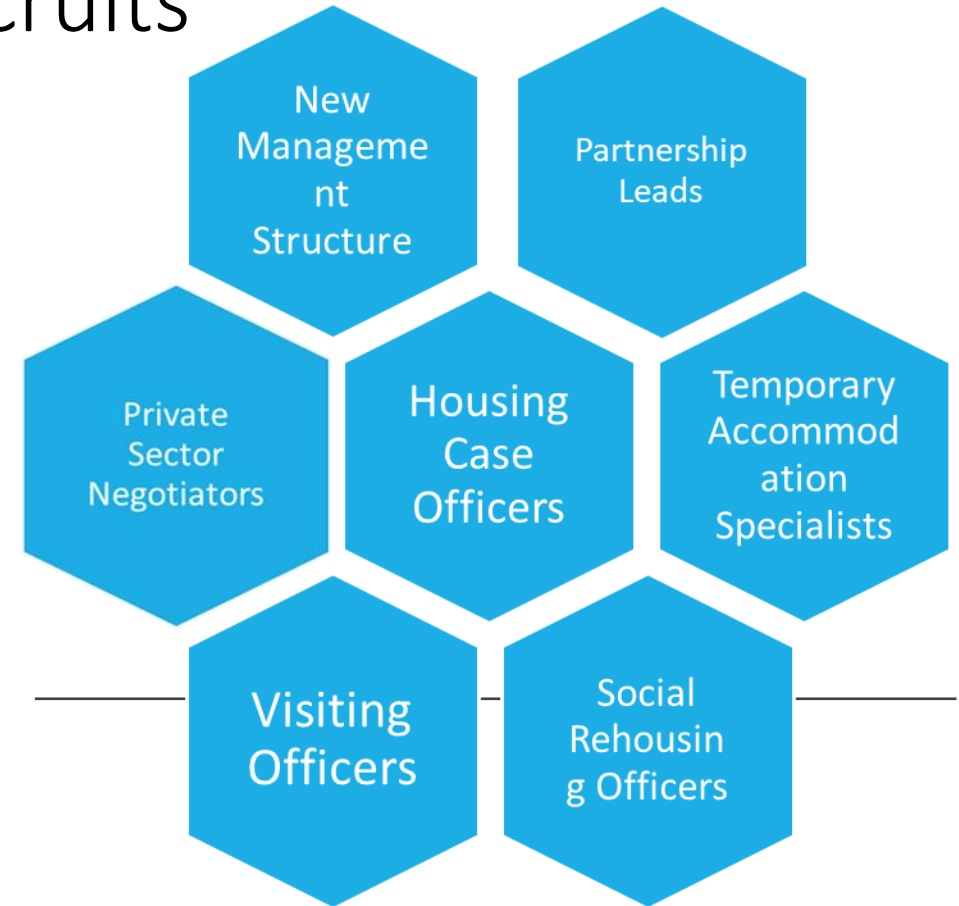 cruits
New
Manageme
nt
Structure
Partnership
Leads
Private
Sector
Negotiators
Housing
Case
Officers
Temporary
Accommod
ation
Specialists
Visiting
Officers
Social
Rehousin
g Officers